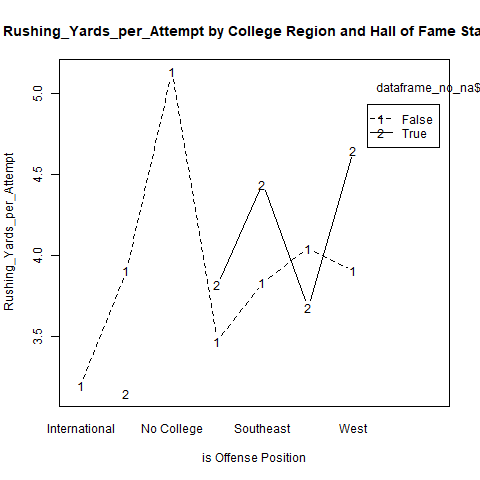 Rushing_Yards_per_Attempt by College Region and Hall of Fame Sta
dataframe_no_na$
1 False
2 True
Rushing_Yards_per_Attempt
5.0
4.5
4.0
3.5
1
1
1
1
1
1
1
2
2
2
2
2
International
No College
Southeast
West
is Offense Position